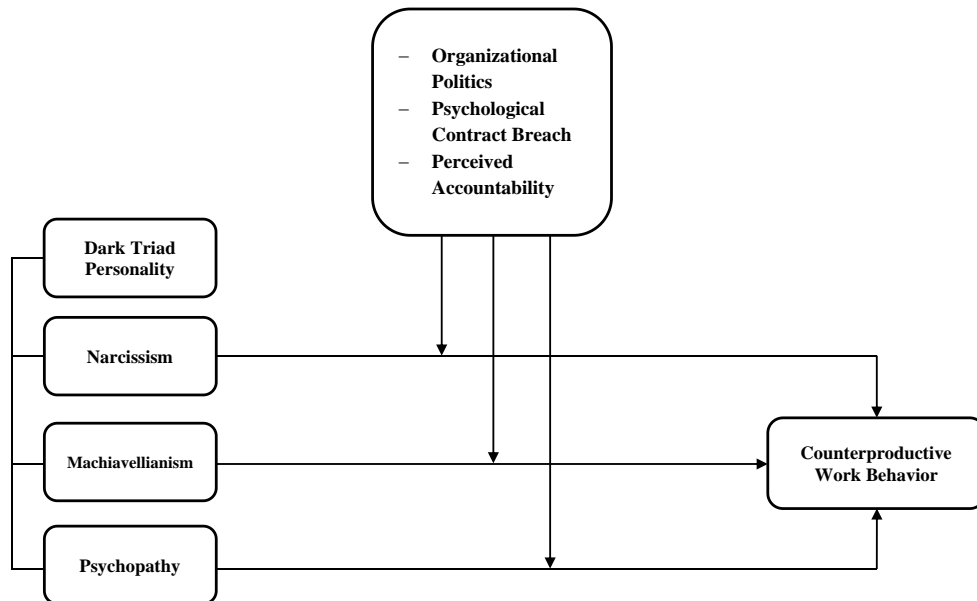 – Organizational
Politics
– Psychological
Contract Breach
– Perceived
Accountability
Dark Triad
Personality
Narcissism
Machiavellianism
Counterproductive
Work Behavior
Psychopathy